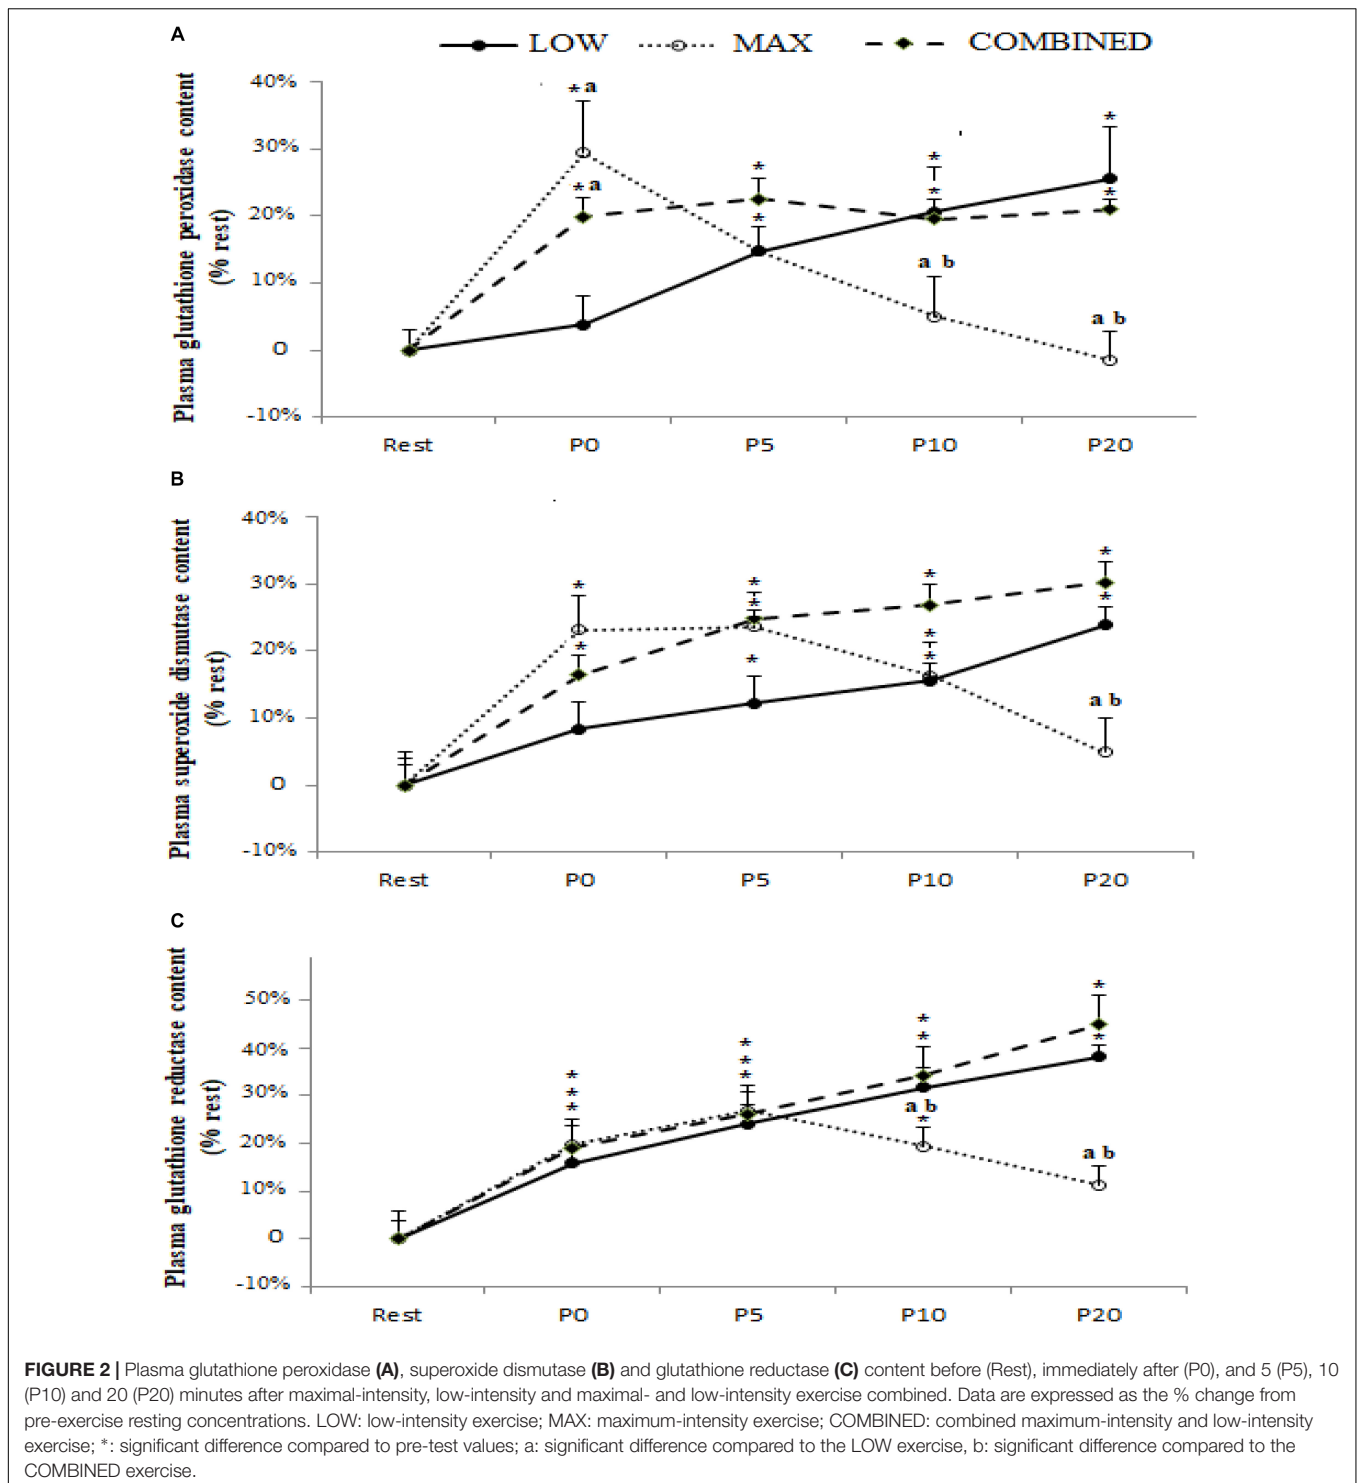 A
LOW MAX COMBINED
Plasma glutathione peroxidase content
(% rest)
40%
30%
20%
10%
0
-10%
* a
* a
*
*
*
*
a b
*
*
a b
Rest P0 P5 P10 P20
B
Plasma superoxide dismutase content
(% rest)
40%
30%
20%
10%
0
-10%
*
*
*
*
*
*
*
*
*
*
a b
Rest P0 P5 P10 P20
C
Plasma glutathione reductase content
(% rest)
50%
40%
30%
20%
10%
0
-10%
*
*
*
*
*
*
*
*
a b
*
*
*
a b
Rest P0 P5 P10 P20
FIGURE 2 | Plasma glutathione peroxidase (A), superoxide dismutase (B) and glutathione reductase (C) content before (Rest), immediately after (P0), and 5 (P5), 10
(P10) and 20 (P20) minutes after maximal-intensity, low-intensity and maximal- and low-intensity exercise combined. Data are expressed as the % change from
pre-exercise resting concentrations. LOW: low-intensity exercise; MAX: maximum-intensity exercise; COMBINED: combined maximum-intensity and low-intensity
exercise; *: significant difference compared to pre-test values; a: significant difference compared to the LOW exercise, b: significant difference compared to the
COMBINED exercise.